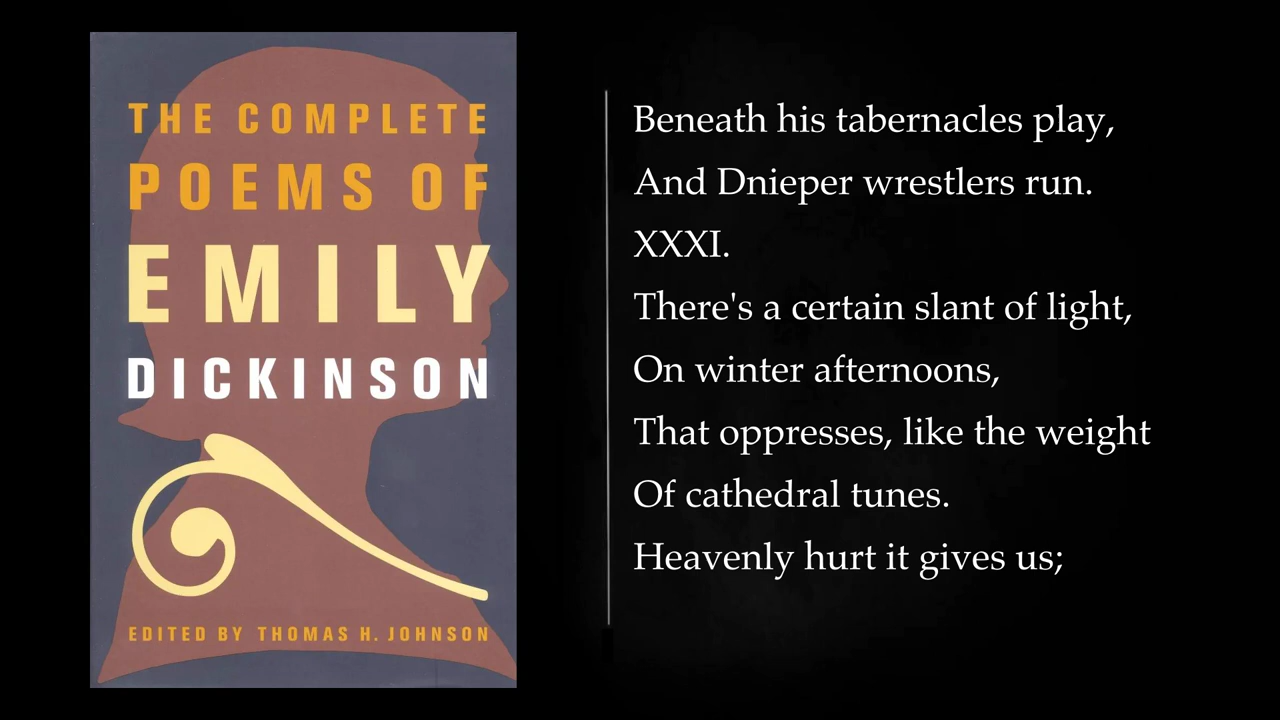 THE COMPLETE
POEMS OF
EMILY
DICKINSON
EDITED BY THOMAS H. JOHNSON
Beneath his tabernacles play,
And Dnieper wrestlers run.
XXXI.
There's a certain slant of light,
On winter afternoons,
That oppresses, like the weight
Of cathedral tunes.
Heavenly hurt it gives us;